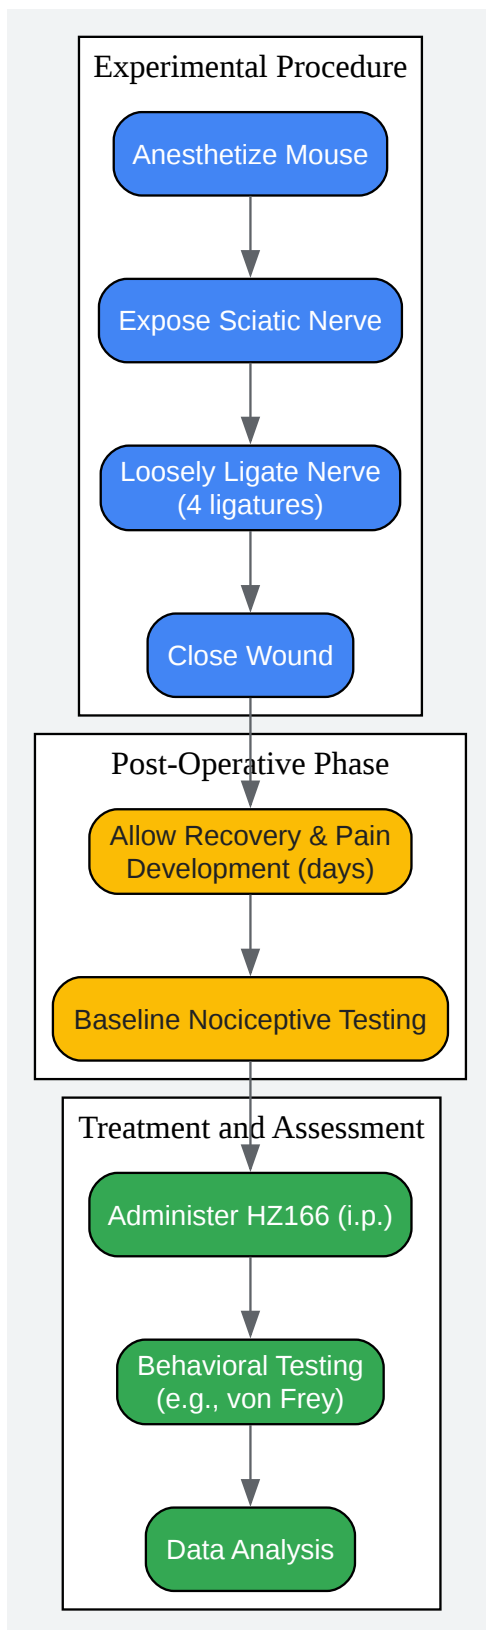 Experimental Procedure
Anesthetize Mouse
Expose Sciatic Nerve
Loosely Ligate Nerve
(4 ligatures)
Close Wound
Post-Operative Phase
Allow Recovery & Pain
Development (days)
Baseline Nociceptive Testing
Treatment and Assessment
Administer HZ166 (i.p.)
Behavioral Testing
(e.g., von Frey)
Data Analysis